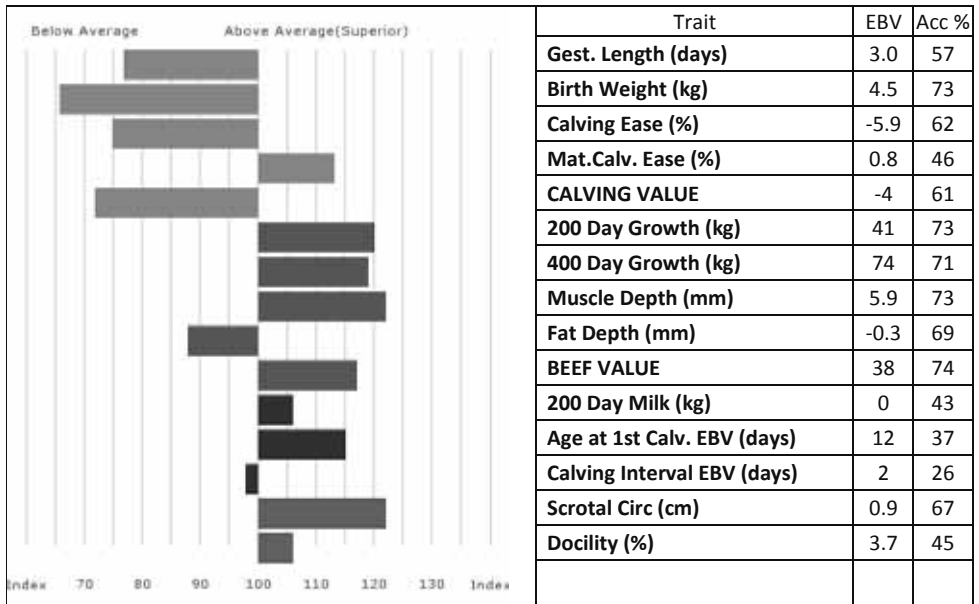 Below Average Above Average(Superior)
Index 70 80 90 100 110 120 130 Index
Trait EBV Acc %
Gest. Length (days) 3.0 57
Birth Weight (kg) 4.5 73
Calving Ease (%) -5.9 62
Mat.Calv. Ease (%) 0.8 46
CALVING VALUE -4 61
200 Day Growth (kg) 41 73
400 Day Growth (kg) 74 71
Muscle Depth (mm) 5.9 73
Fat Depth (mm) -0.3 69
BEEF VALUE 38 74
200 Day Milk (kg) 0 43
Age at 1st Calv. EBV (days) 12 37
Calving Interval EBV (days) 2 26
Scrotal Circ (cm) 0.9 67
Docility (%) 3.7 45